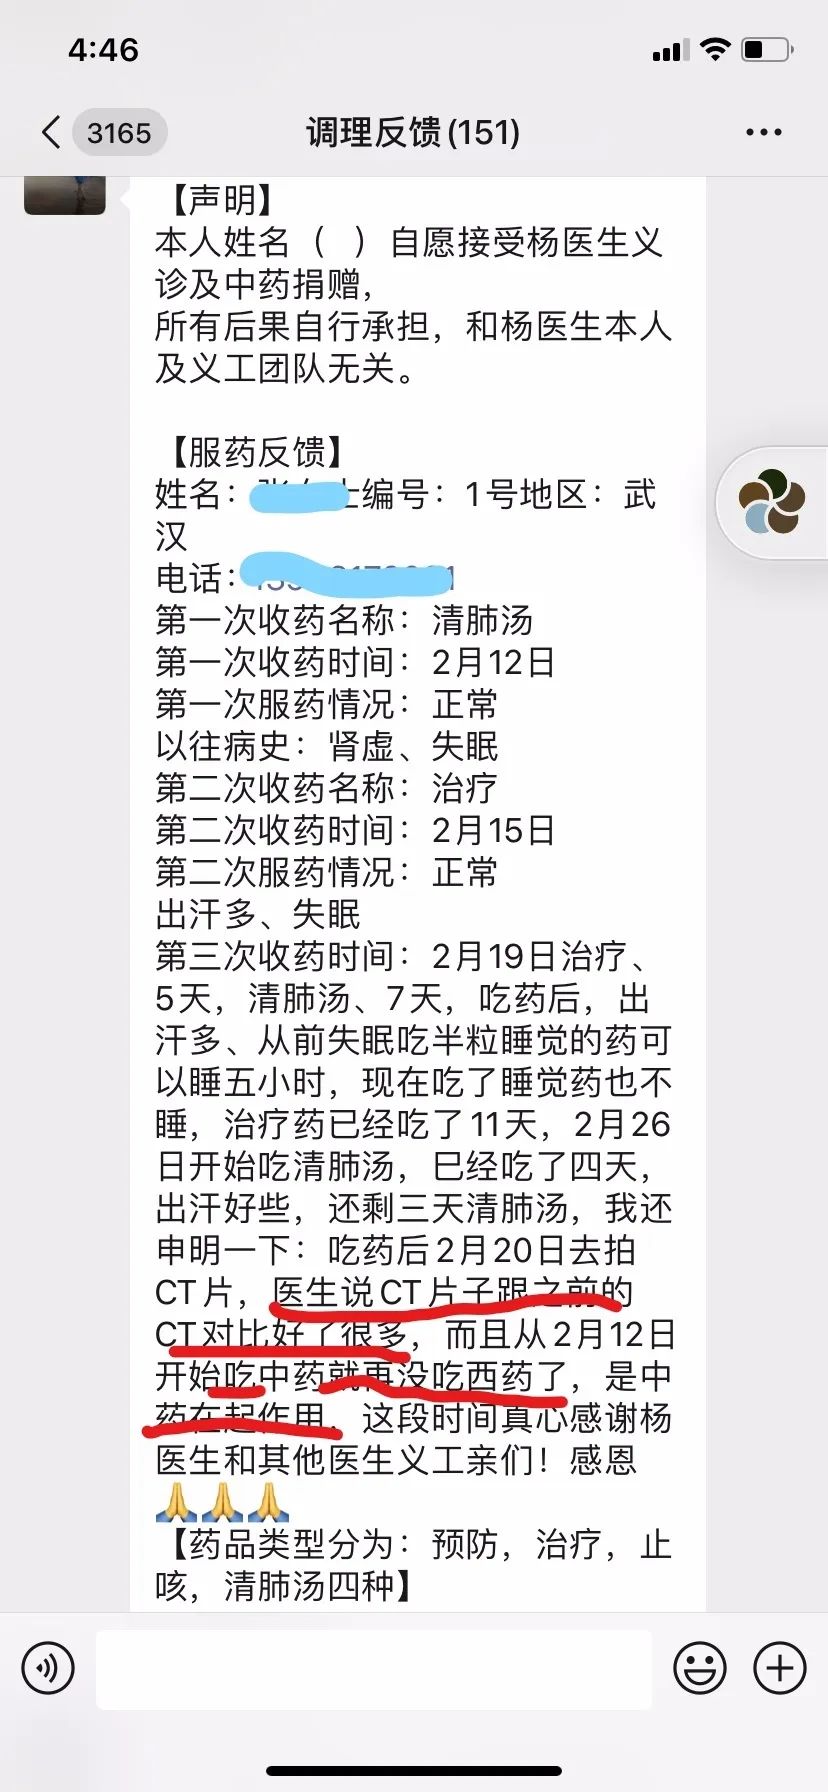 4:46
3165
调理反馈(151)
【声明】
本人姓名（ ）自愿接受杨医生义
诊及中药捐赠，
所有后果自行承担，和杨医生本人
及义工团队无关。
【服药反馈】
姓名：士编号：1号地区：武
汉
电话：
第一次收药名称：清肺汤
第一次收药时间：2月12日
第一次服药情况：正常
以往病史：肾虚、失眠
第二次收药名称：治疗
第二次收药时间：2月15日
第二次服药情况：正常
出汗多、失眠
第三次收药时间：2月19日治疗、
5天，清肺汤、7天，吃药后，出
汗多、从前失眠吃半粒睡觉的药可
以睡五小时，现在吃了睡觉药也不
睡，治疗药已经吃了11天，2月26
日开始吃清肺汤，巳经吃了四天，
出汗好些，还剩三天清肺汤，我还
申明一下：吃药后2月20日去拍
CT片，医生说CT片子跟之前的
CT对比好了很多，而且从2月12日
开始吃中药就再没吃西药了，是中
药在起作用，这段时间真心感谢杨
医生和其他医生义工亲们！感恩
🙏🙏🙏
【药品类型分为：预防，治疗，止
咳，清肺汤四种】